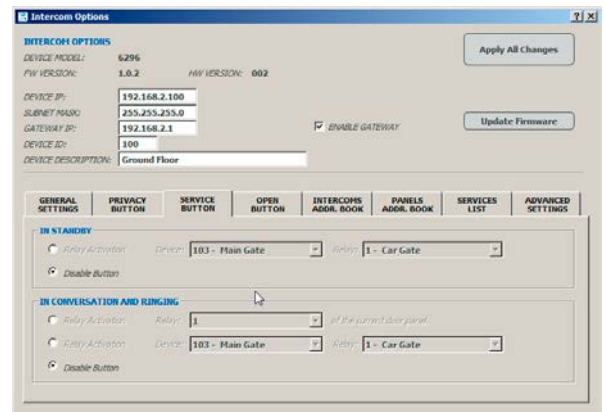 Intercom Options
INTERCOM OPTIONS
DEVICE MODEL: 6296
FW VERSION: 1.0.2 HW VERSION: 002
Apply All Changes
DEVICE IP: 192.168.2.100
SUBNET MASK: 255.255.255.0
GATEWAY IP: 192.168.2.1 ENABLE GATEWAY
Update Firmware
DEVICE ID: 100
DEVICE DESCRIPTION: Ground Floor
GENERAL SETTINGS
PRIVACY BUTTON
SERVICE BUTTON
OPEN BUTTON
INTERCOMS ADDR. BOOK
PANELS ADDR. BOOK
SERVICES LIST
ADVANCED SETTINGS
IN STANDBY
Relay Activation Device: 103 - Main Gate Relay: 1 - Car Gate
Disable Button
IN CONVERSATION AND RINGING
Relay Activation Relay: 1 of the current door panel
Relay Activation Device: 103 - Main Gate Relay: 1 - Car Gate
Disable Button